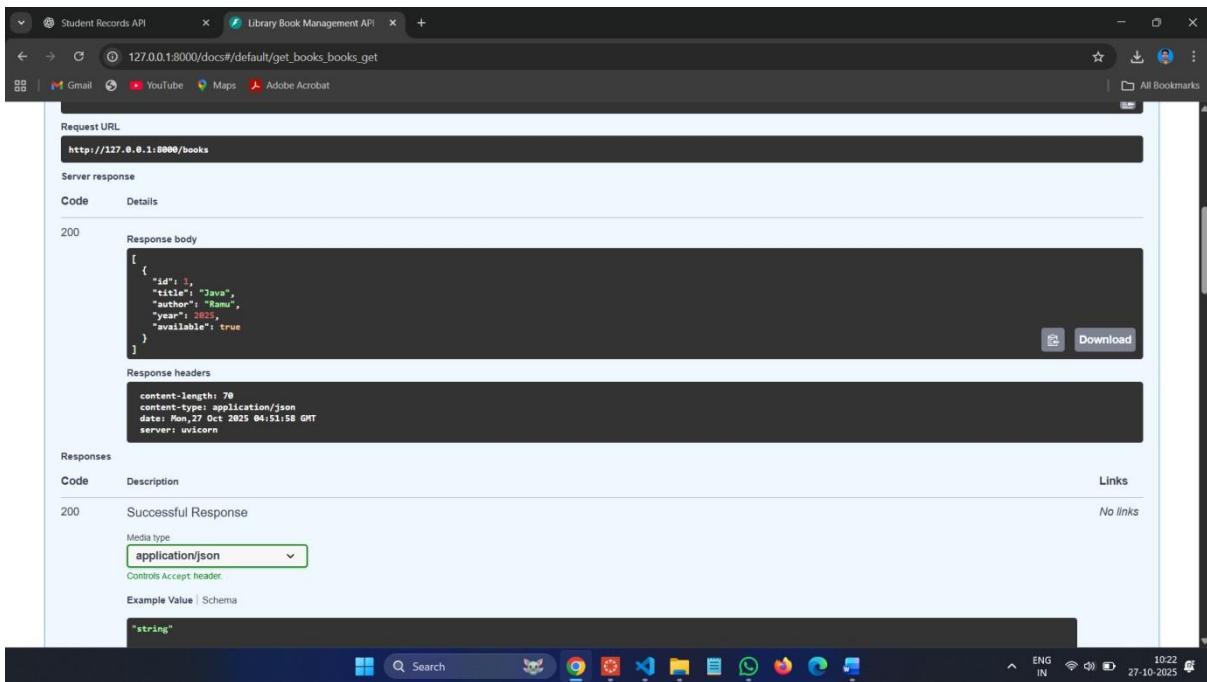 Student Records API
Library Book Management API
127.0.0.1:8000/docs#/default/get_books_books_get
Gmail YouTube Maps Adobe Acrobat All Bookmarks
Request URL
http://127.0.0.1:8000/books
Server response
Code Details
200
Response body
[
{
"id": 1,
"title": "Java",
"author": "Ramu",
"year": 2025,
"available": true
}
]
Download
Response headers
content-length: 70
content-type: application/json
date: Mon,27 Oct 2025 04:51:58 GMT
server: uvicorn
Responses
Code Description Links
200 Successful Response No links
Media type
application/json
Controls Accept header.
Example Value Schema
"string"
Search
ENG
IN
10:22
27-10-2025